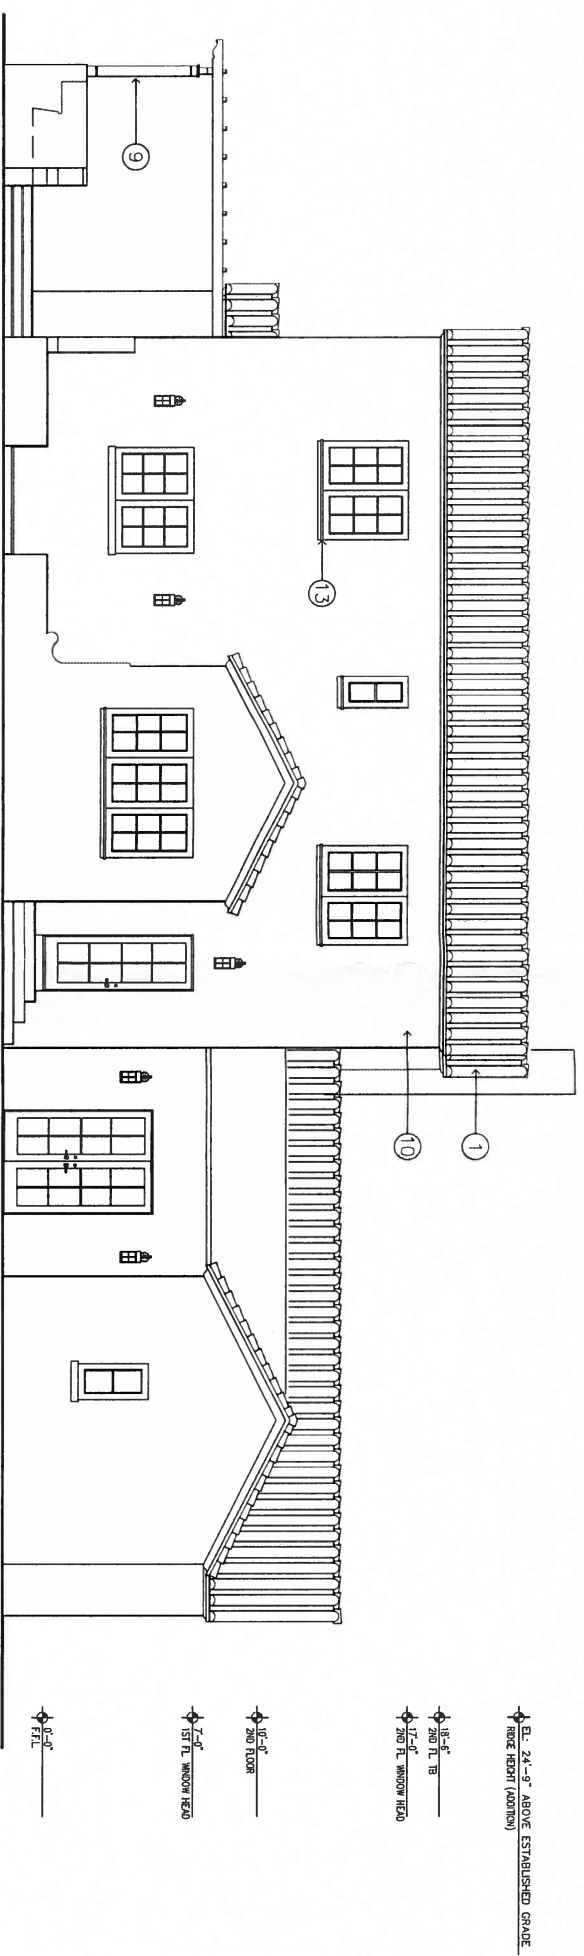 9
13
10
1
EL: 24'-9" ABOVE ESTABLISHED GRADE
RIDGE HEIGHT (ADDITION)
18'-6"
2ND FL TB
17'-0"
2ND FL WINDOW HEAD
10'-0"
2ND FLOOR
7'-0"
1ST FL WINDOW HEAD
0'-0"
F.F.L.